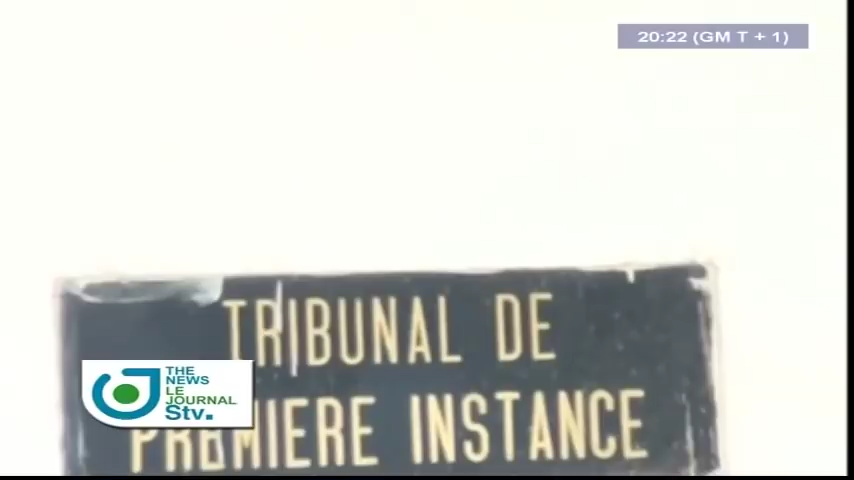 20:22 (GM T + 1)
TRIBUNAL DE
PREMIERE INSTANCE
THE
NEWS
LE
JOURNAL
Stv.